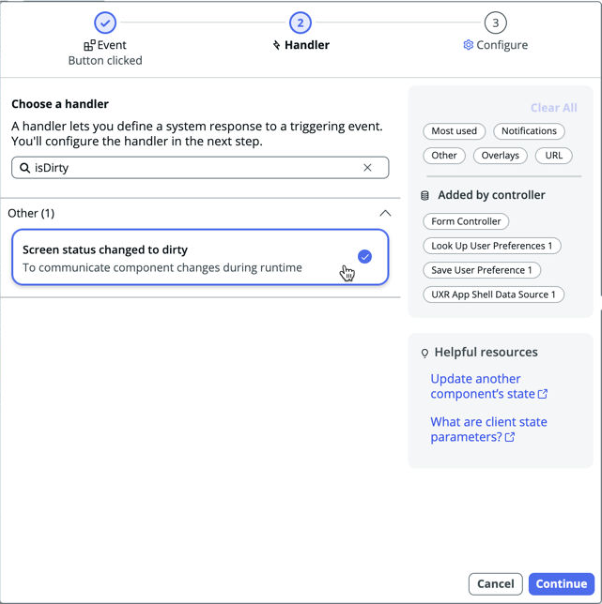 2
3
Event
Handler
Configure
Button clicked
Choose a handler
A handler lets you define a system response to a triggering event.
You'll configure the handler in the next step.
isDirty
Other (1)
Screen status changed to dirty
To communicate component changes during runtime
Clear All
Most used
Notifications
Other
Overlays
URL
Added by controller
Form Controller
Look Up User Preferences 1
Save User Preference 1
UXR App Shell Data Source 1
Helpful resources
Update another
component's state
What are client state
parameters?
Cancel
Continue